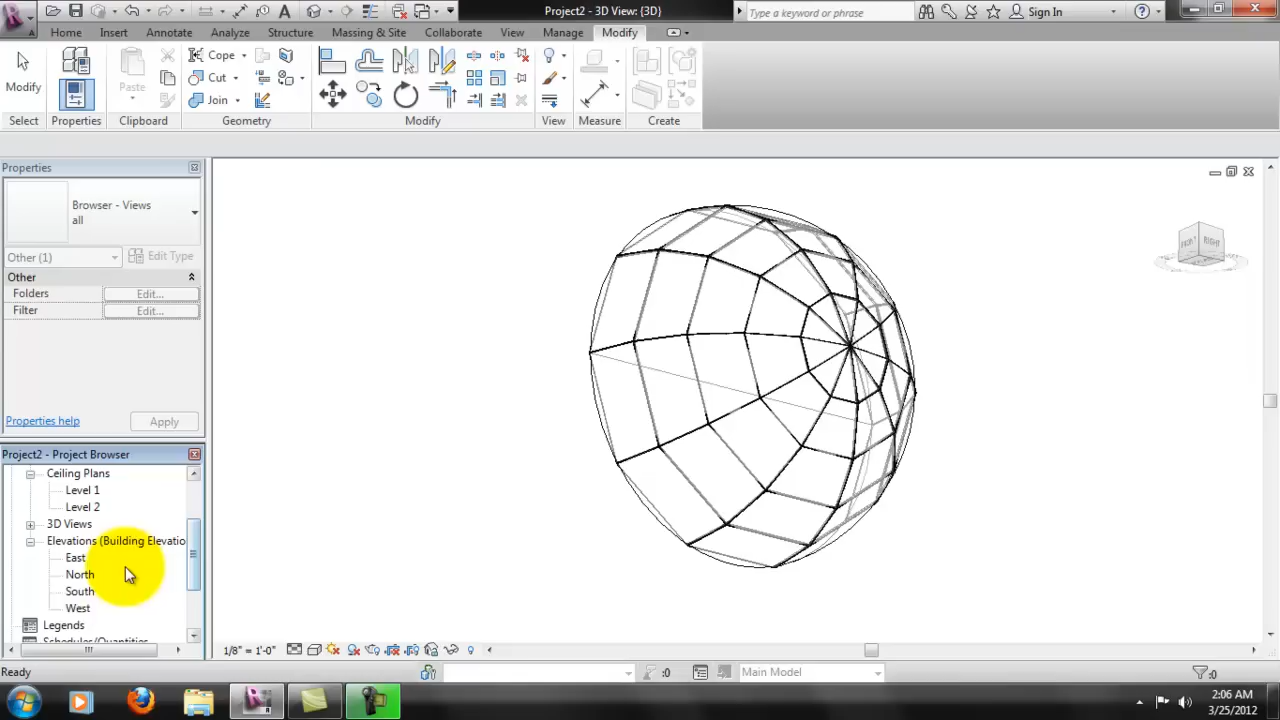 Project2 - 3D View: {3D}
Type a keyword or phrase
Sign In
Home
Insert
Annotate
Analyze
Structure
Massing & Site
Collaborate
View
Manage
Modify
Modify
Cope
Cut
Join
Paste
Select
Properties
Clipboard
Geometry
Modify
View
Measure
Create
Properties
Browser - Views
all
Other (1)
Edit Type
Other
Folders
Edit...
Filter
Edit...
Properties help
Apply
FRONT
RIGHT
Project2 - Project Browser
Ceiling Plans
Level 1
Level 2
3D Views
Elevations (Building Elevatio
East
North
South
West
Legends
Schedules/Quantities
1/8" = 1'-0"
Ready
:0
Main Model
:0
2:06 AM
3/25/2012